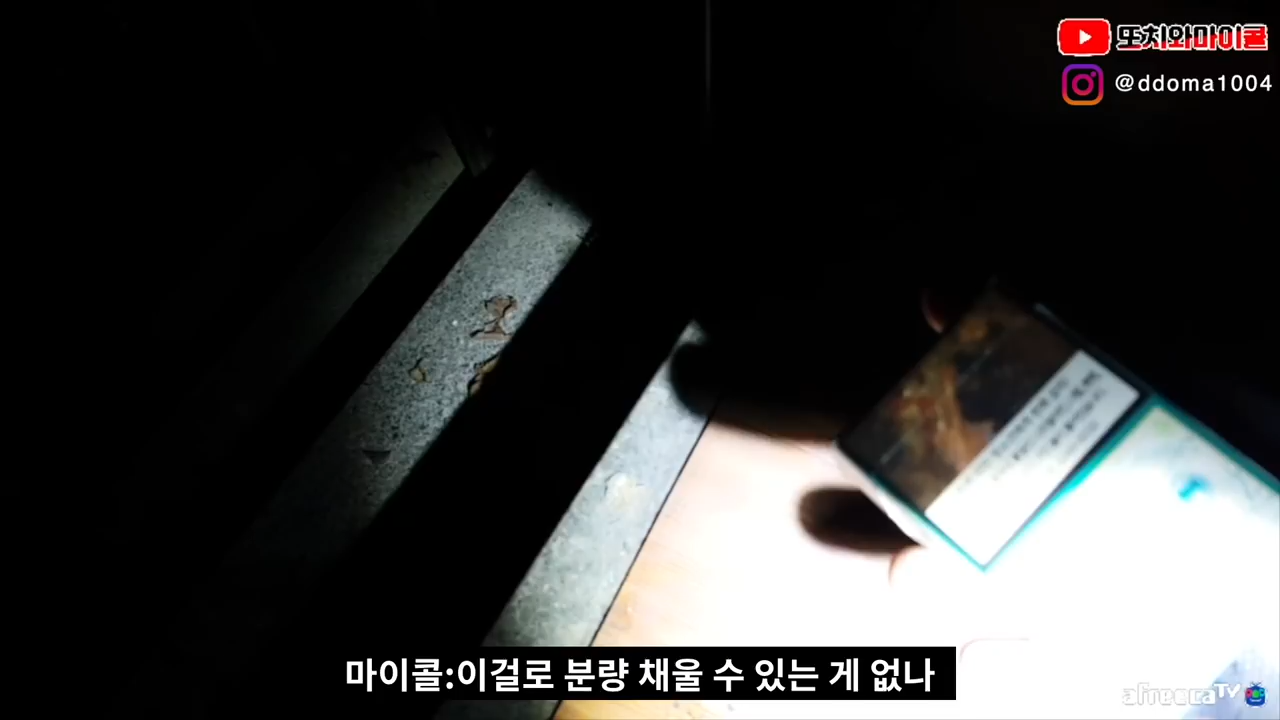 또치와마이콜
@ddoma1004
마이콜:이걸로 분량 채울 수 있는 게 없나
afreecaTV